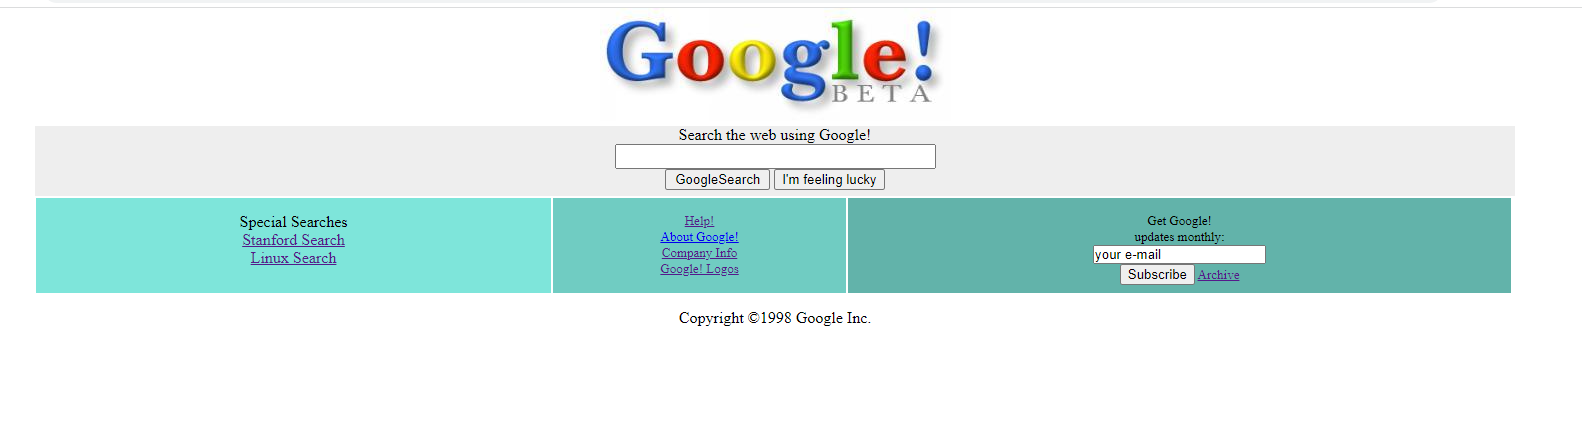 Google!
BETA
Search the web using Google!
GoogleSearch I'm feeling lucky
Special Searches
Stanford Search
Linux Search
Help!
About Google!
Company Info
Google! Logos
Get Google!
updates monthly:
your e-mail
Subscribe Archive
Copyright ©1998 Google Inc.